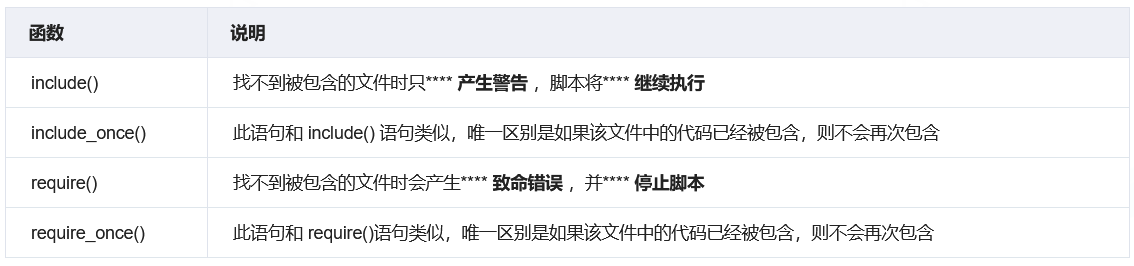 函数 说明
include() 找不到被包含的文件时只**** 产生警告 ，脚本将**** 继续执行
include_once() 此语句和 include() 语句类似，唯一区别是如果该文件中的代码已经被包含，则不会再次包含
require() 找不到被包含的文件时会产生**** 致命错误 ，并**** 停止脚本
require_once() 此语句和 require()语句类似，唯一区别是如果该文件中的代码已经被包含，则不会再次包含